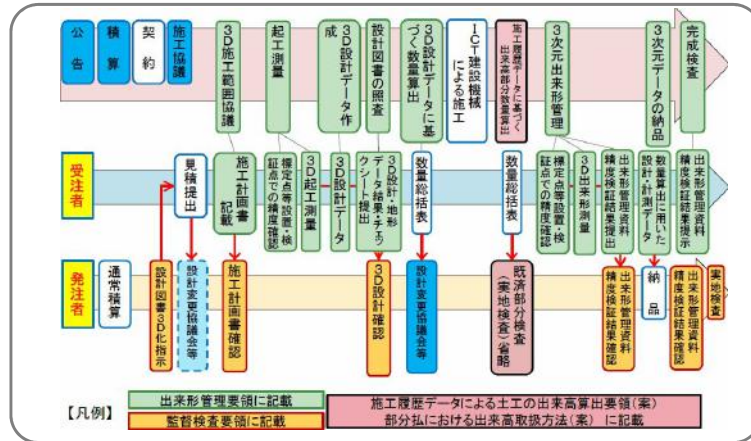 公告
積算
契約
施工協議
3D施工範囲協議
起工測量
3D設計データ作成
設計図書の照査
3D設計データに基づく数量算出
ICT建設機械による施工
施工履歴データに基づく出来高部分数量算出
3次元出来形管理
3次元データの納品
完成検査
受注者
見積提出
施工計画書記載
標定点等設置・検証点での精度確認
3D起工測量
3D設計データ
3D設計・地形データ結果・チェックシート提出
数量総括表
数量総括表
標定点等設置・検証点での精度確認
3D出来形測量
出来形管理資料
精度検証結果提出
数量算出に用いた設計・計測データ
出来形管理資料
精度検証結果提示
発注者
通常積算
設計図書3D化指示
設計変更協議会等
施工計画書確認
3D設計確認
設計変更協議会等
既済部分検査
(実地検査)省略
出来形管理資料
精度検証結果確認
納品
出来形管理資料
精度検証結果確認
実地検査
【凡例】
出来形管理要領に記載
監督検査要領に記載
施工履歴データによる土工の出来高算出要領(案)
部分払における出来高取扱方法(案) に記載